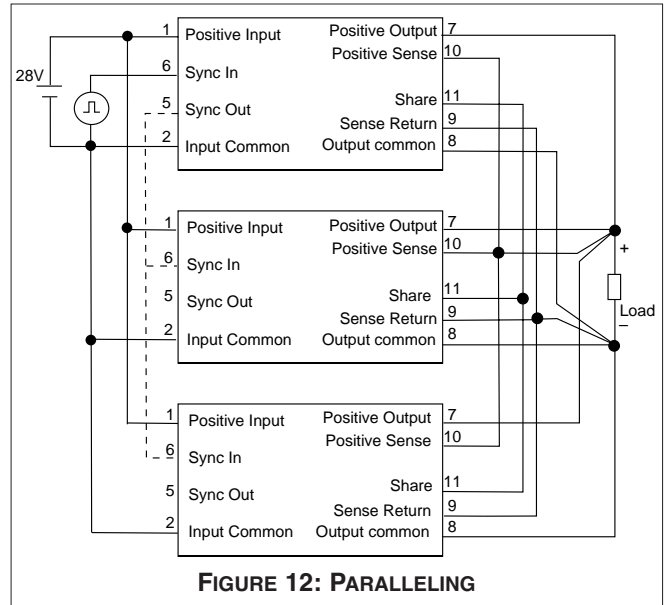 1 Positive Input Positive Output 7
Positive Sense 10
28V 6 Sync In
5 Sync Out Share 11
Sense Return 9
2 Input Common Output common 8
1 Positive Input Positive Output 7
Positive Sense 10
6 Sync In
5 Sync Out Share 11
Sense Return 9
2 Input Common Output common 8
+
Load
–
1 Positive Input Positive Output 7
Positive Sense 10
6 Sync In
5 Sync Out Share 11
Sense Return 9
2 Input Common Output common 8
FIGURE 12: PARALLELING